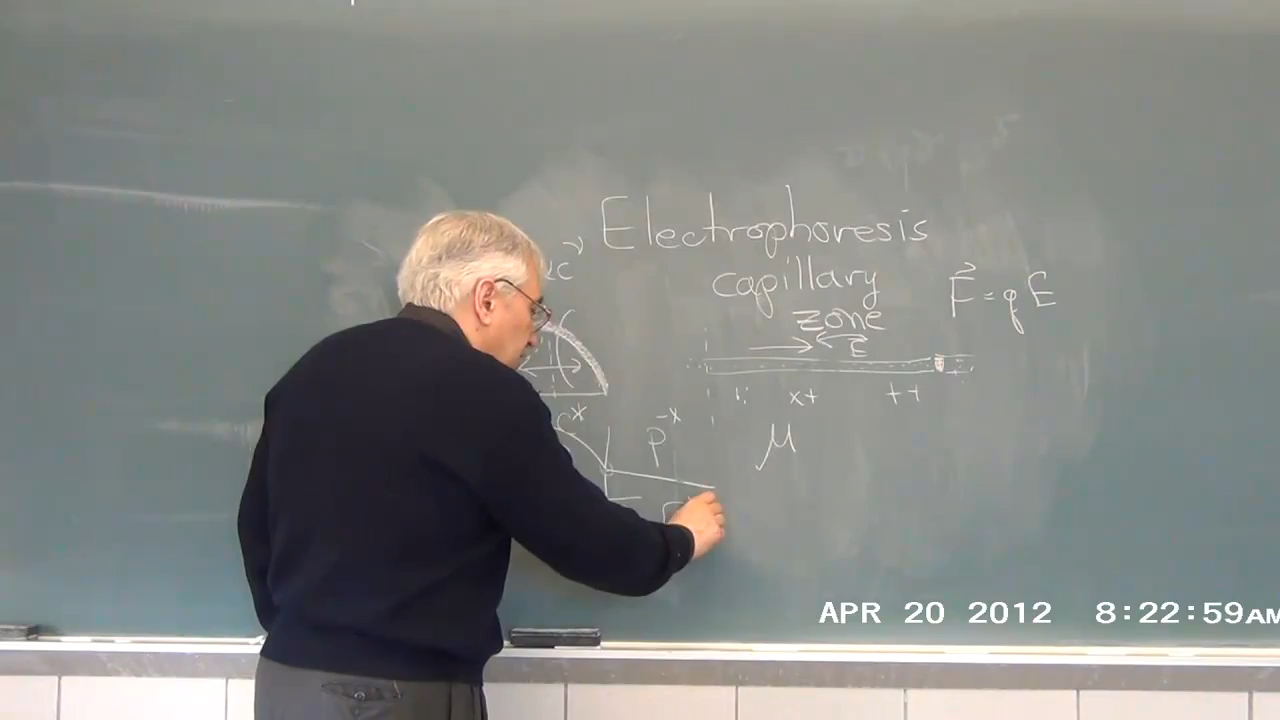 Electrophoresis
capillary
zone
F = qE
E
x+ ++
p-x
μ
APR 20 2012 8:22:59AM